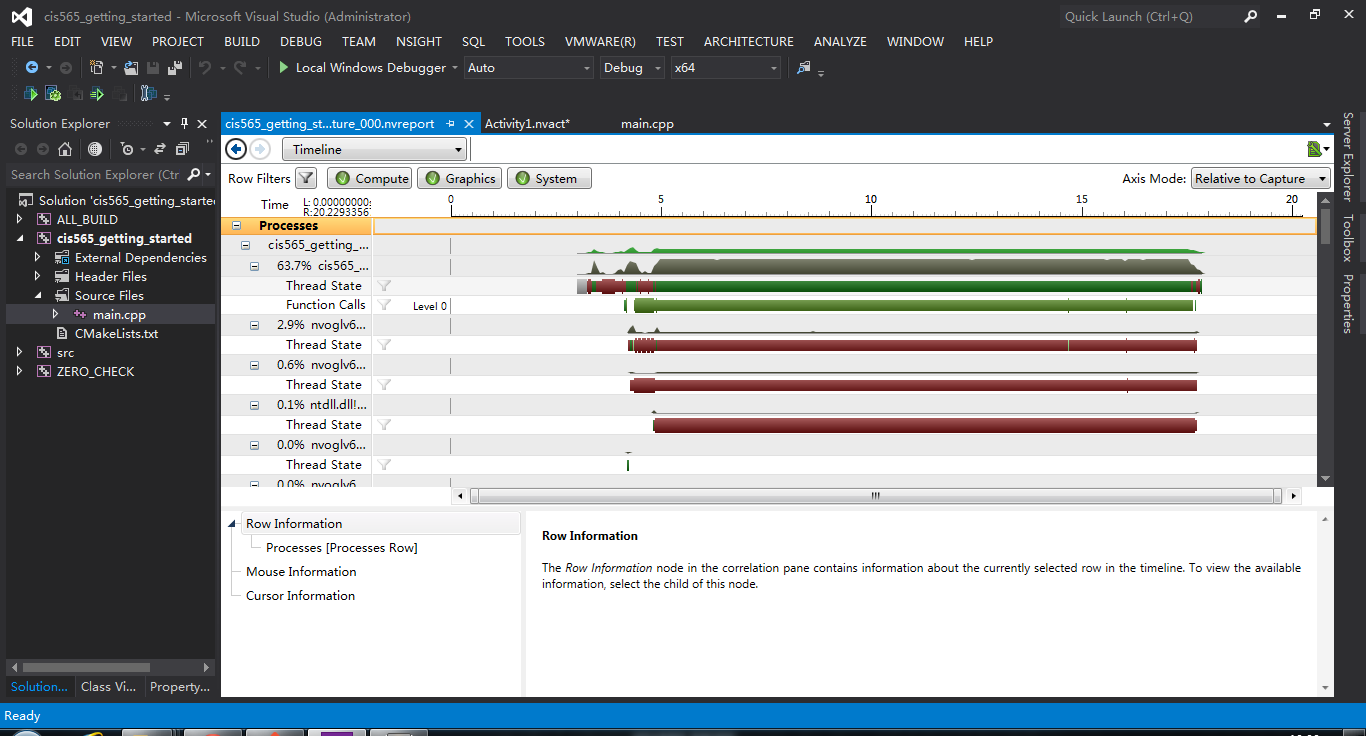 cis565_getting_started - Microsoft Visual Studio (Administrator)
Quick Launch (Ctrl+Q)
FILE EDIT VIEW PROJECT BUILD DEBUG TEAM NSIGHT SQL TOOLS VMWARE(R) TEST ARCHITECTURE ANALYZE WINDOW HELP
Local Windows Debugger Auto Debug x64
Solution Explorer
Search Solution Explorer (Ctr
Solution 'cis565_getting_starte
ALL_BUILD
cis565_getting_started
External Dependencies
Header Files
Source Files
main.cpp
CMakeLists.txt
src
ZERO_CHECK
Solution... Class Vi... Property...
cis565_getting_st...ture_000.nvreport Activity1.nvact* main.cpp
Timeline
Row Filters Compute Graphics System Axis Mode: Relative to Capture
Time L: 0.00000000: 0 5 10 15 20
R:20.2293356:
Processes
cis565_getting_...
63.7% cis565_...
Thread State
Function Calls Level 0
2.9% nvoglv6...
Thread State
0.6% nvoglv6...
Thread State
0.1% ntdll.dll!...
Thread State
0.0% nvoglv6...
Thread State
0.0% nvoglv6
Row Information
Processes [Processes Row]
Mouse Information
Cursor Information
Row Information
The Row Information node in the correlation pane contains information about the currently selected row in the timeline. To view the available
information, select the child of this node.
Server Explorer
Toolbox
Properties
Ready